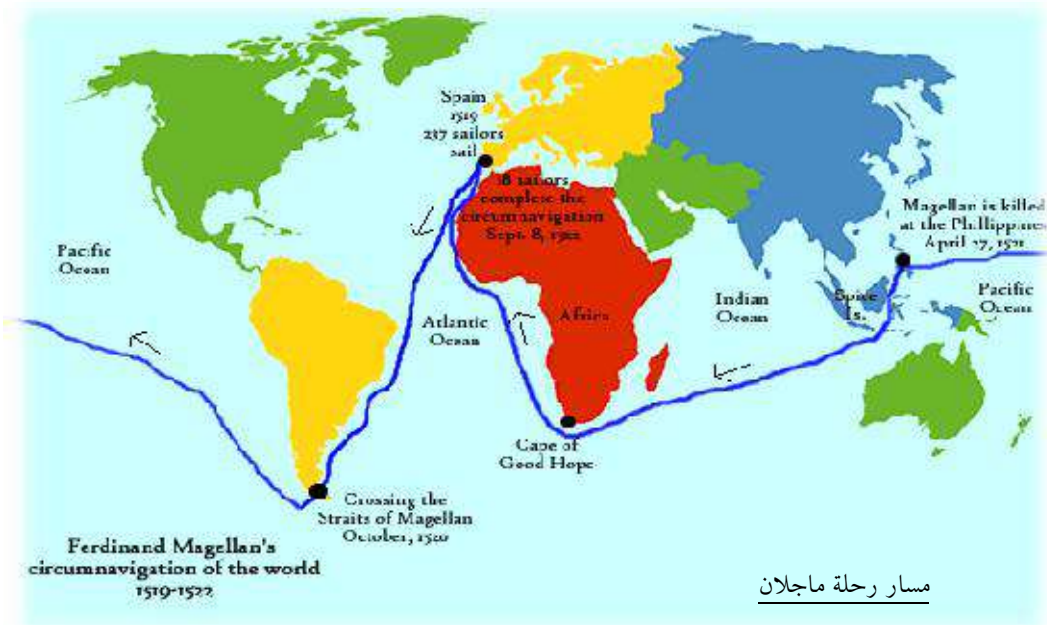 Spain
1519
237 sailors
sail
18 sailors
complete the
circumnavigation
Sept. 8, 1522
Magellan is killed
at the Phillippines
April 27, 1521
Pacific
Ocean
Atlantic
Ocean
Africa
Indian
Ocean
Spice
Is.
Pacific
Ocean
Cape of
Good Hope
Crossing the
Straits of Magellan
October, 1520
Ferdinand Magellan's
circumnavigation of the world
1519-1522
مسار رحلة ماجلان